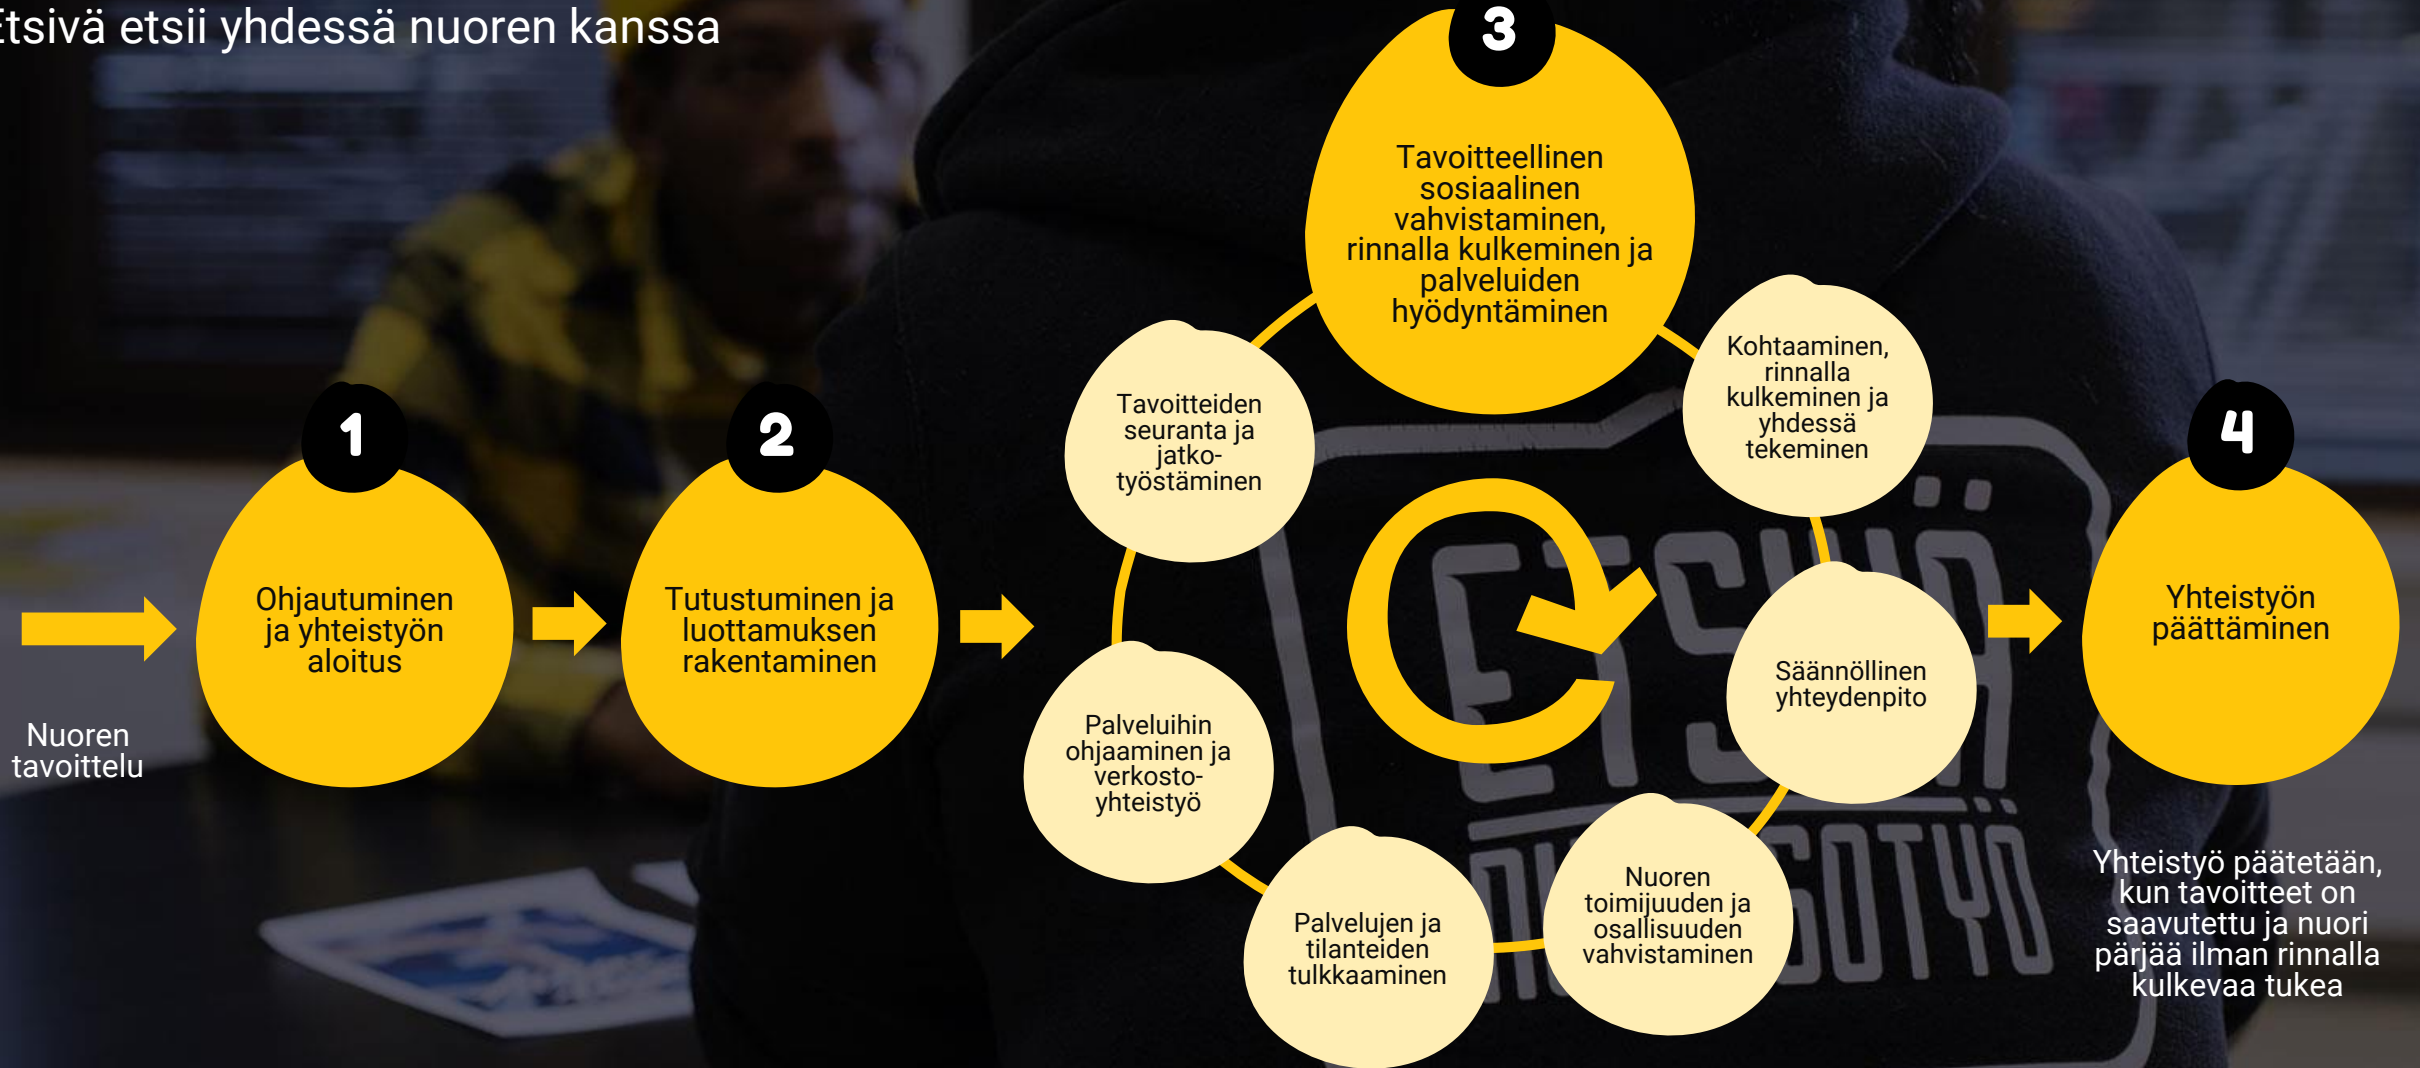 Etsivä etsii yhdessä nuoren kanssa
Nuoren
tavoittelu
1
Ohjautuminen
ja yhteistyön
aloitus
2
Tutustuminen ja
luottamuksen
rakentaminen
3
Tavoitteellinen
sosiaalinen
vahvistaminen,
rinnalla kulkeminen ja
palveluiden
hyödyntäminen
Kohtaaminen,
rinnalla
kulkeminen ja
yhdessä
tekeminen
Säännöllinen
yhteydenpito
Nuoren
toimijuuden ja
osallisuuden
vahvistaminen
Palvelujen ja
tilanteiden
tulkkaaminen
Palveluihin
ohjaaminen ja
verkosto-
yhteistyö
Tavoitteiden
seuranta ja
jatko-
työstäminen
4
Yhteistyön
päättäminen
Yhteistyö päätetään,
kun tavoitteet on
saavutettu ja nuori
pärjää ilman rinnalla
kulkevaa tukea
ETSIVÄ